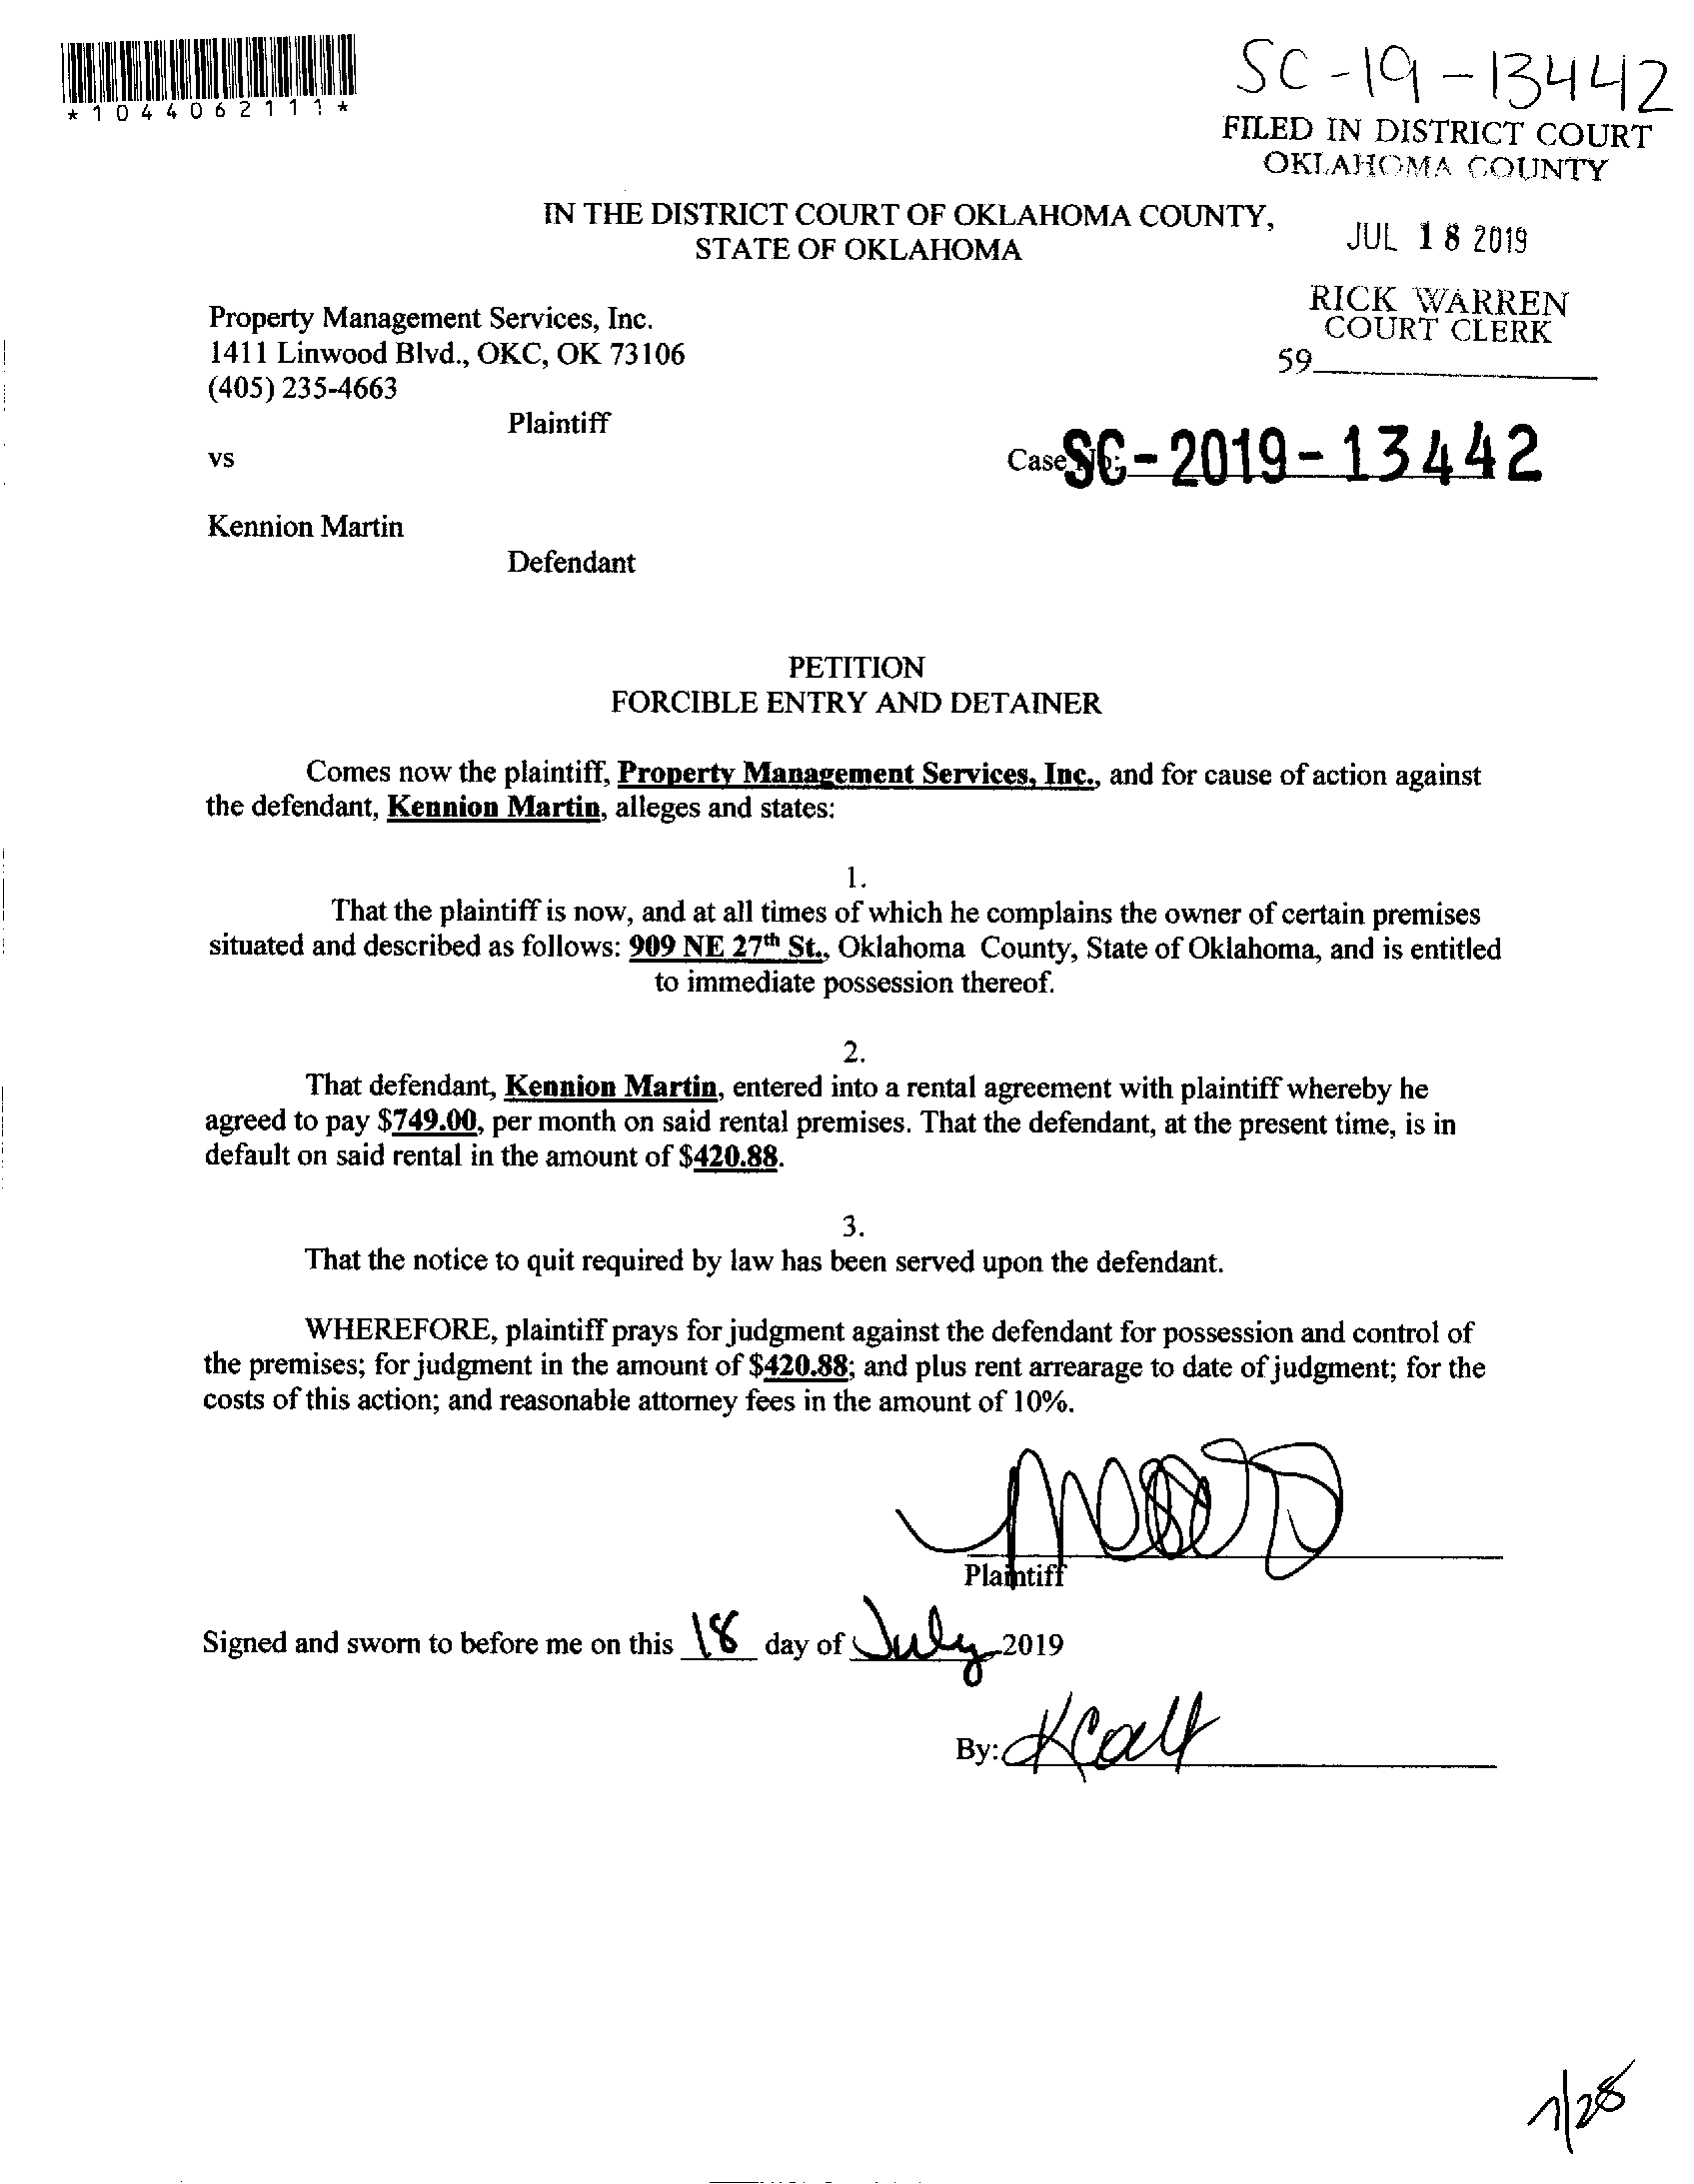 SC-19-13442
*1044062111*
FILED IN DISTRICT COURT
OKLAHOMA COUNTY
IN THE DISTRICT COURT OF OKLAHOMA COUNTY,
STATE OF OKLAHOMA
JUL 18 2019
RICK WARREN
COURT CLERK
59
Property Management Services, Inc.
1411 Linwood Blvd., OKC, OK 73106
(405) 235-4663
Plaintiff
vs
Case No: SC-2019-13442
Kennion Martin
Defendant
PETITION
FORCIBLE ENTRY AND DETAINER
Comes now the plaintiff, Property Management Services, Inc., and for cause of action against
the defendant, Kennion Martin, alleges and states:
1.
That the plaintiff is now, and at all times of which he complains the owner of certain premises
situated and described as follows: 909 NE 27th St., Oklahoma County, State of Oklahoma, and is entitled
to immediate possession thereof.
2.
That defendant, Kennion Martin, entered into a rental agreement with plaintiff whereby he
agreed to pay $749.00, per month on said rental premises. That the defendant, at the present time, is in
default on said rental in the amount of $420.88.
3.
That the notice to quit required by law has been served upon the defendant.
WHEREFORE, plaintiff prays for judgment against the defendant for possession and control of
the premises; for judgment in the amount of $420.88; and plus rent arrearage to date of judgment; for the
costs of this action; and reasonable attorney fees in the amount of 10%.
Plaintiff
Signed and sworn to before me on this 18 day of July 2019
By:
7/28